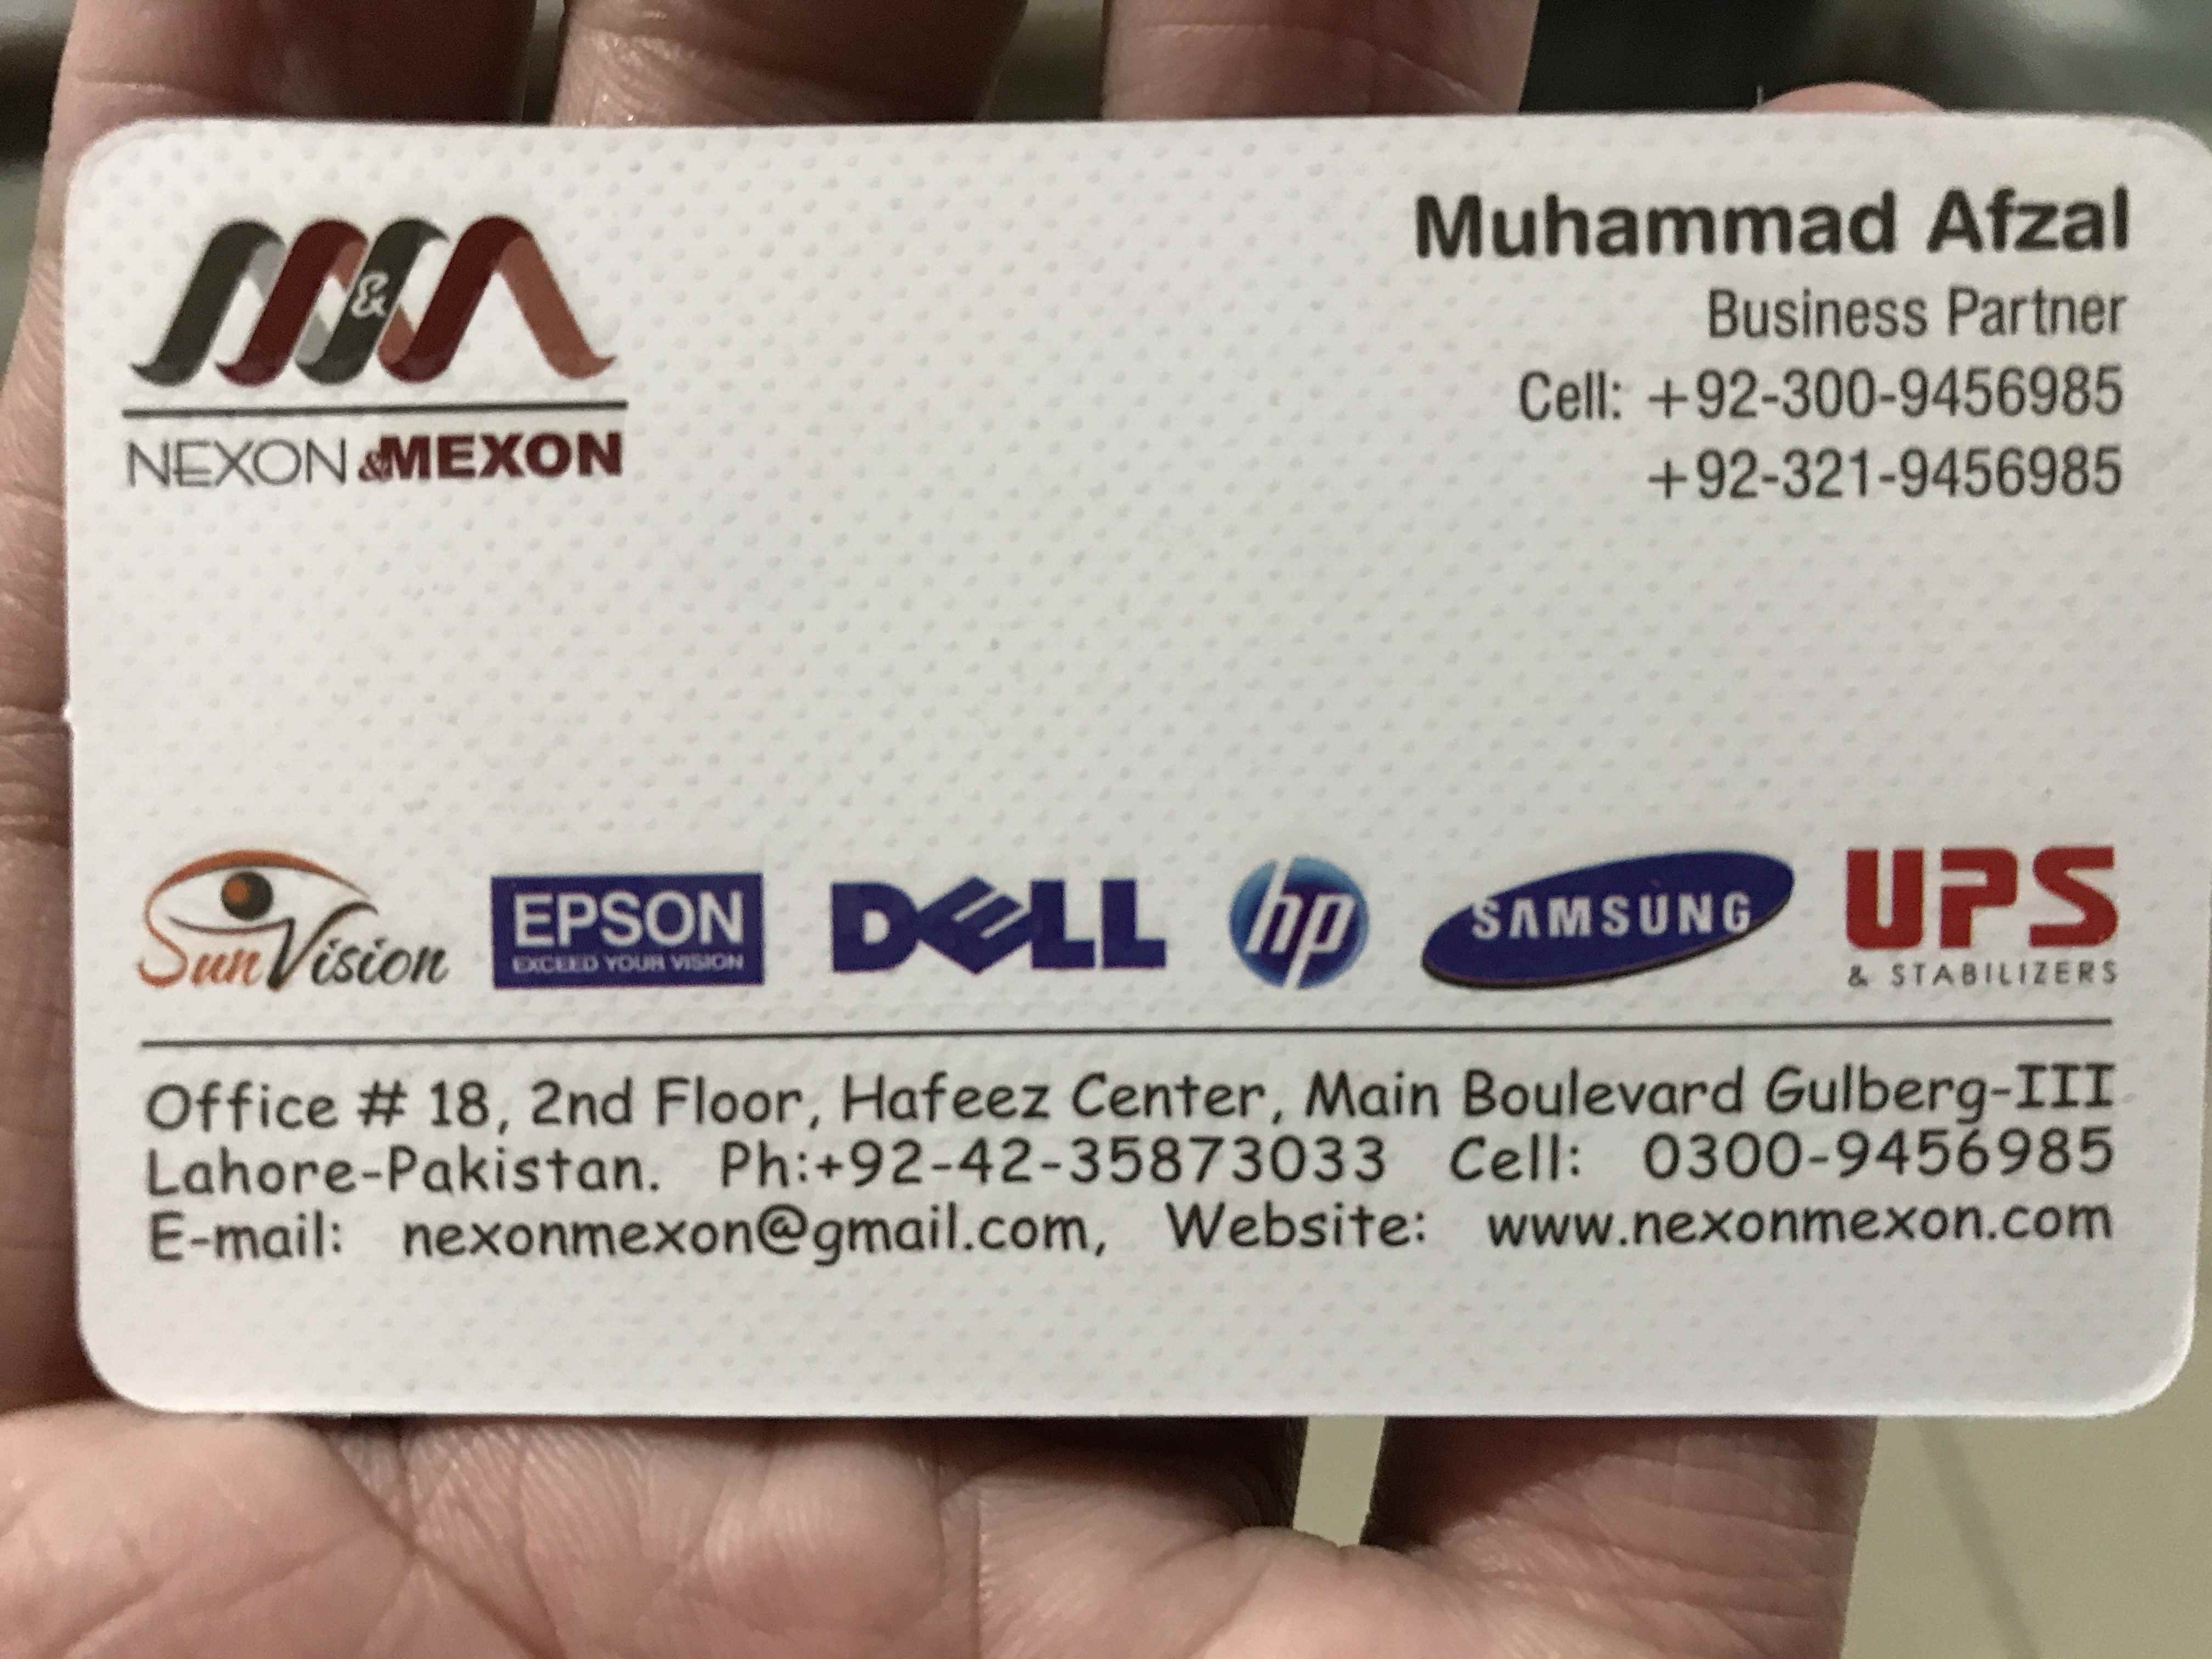 &
NEXON & MEXON
Muhammad Afzal
Business Partner
Cell: +92-300-9456985
+92-321-9456985
Sun Vision
EPSON
EXCEED YOUR VISION
DELL
hp
SAMSUNG
UPS
& STABILIZERS
Office # 18, 2nd Floor, Hafeez Center, Main Boulevard Gulberg-III
Lahore-Pakistan. Ph:+92-42-35873033 Cell: 0300-9456985
E-mail: nexonmexon@gmail.com, Website: www.nexonmexon.com